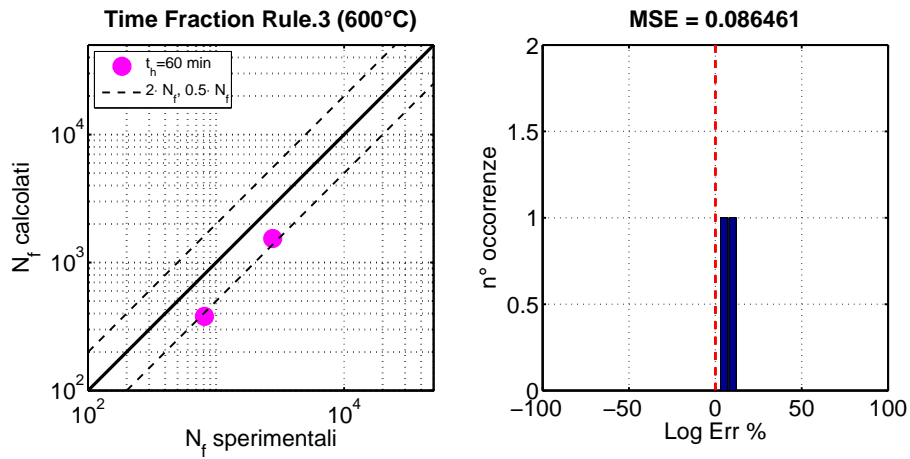 Time Fraction Rule.3 (600°C)
t_h=60 min
2· N_f, 0.5· N_f
10^4
10^3
10^2
10^2
10^4
N_f calcolati
N_f sperimentali
MSE = 0.086461
2
1.5
1
0.5
0
−100
−50
0
50
100
n° occorrenze
Log Err %